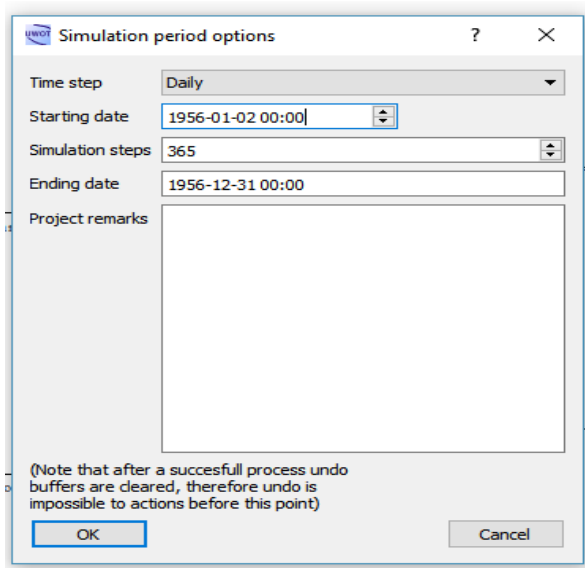 UWOT Simulation period options ?
Time step Daily
Starting date 1956-01-02 00:00
Simulation steps 365
Ending date 1956-12-31 00:00
Project remarks
(Note that after a succesfull process undo
buffers are cleared, therefore undo is
impossible to actions before this point)
OK Cancel